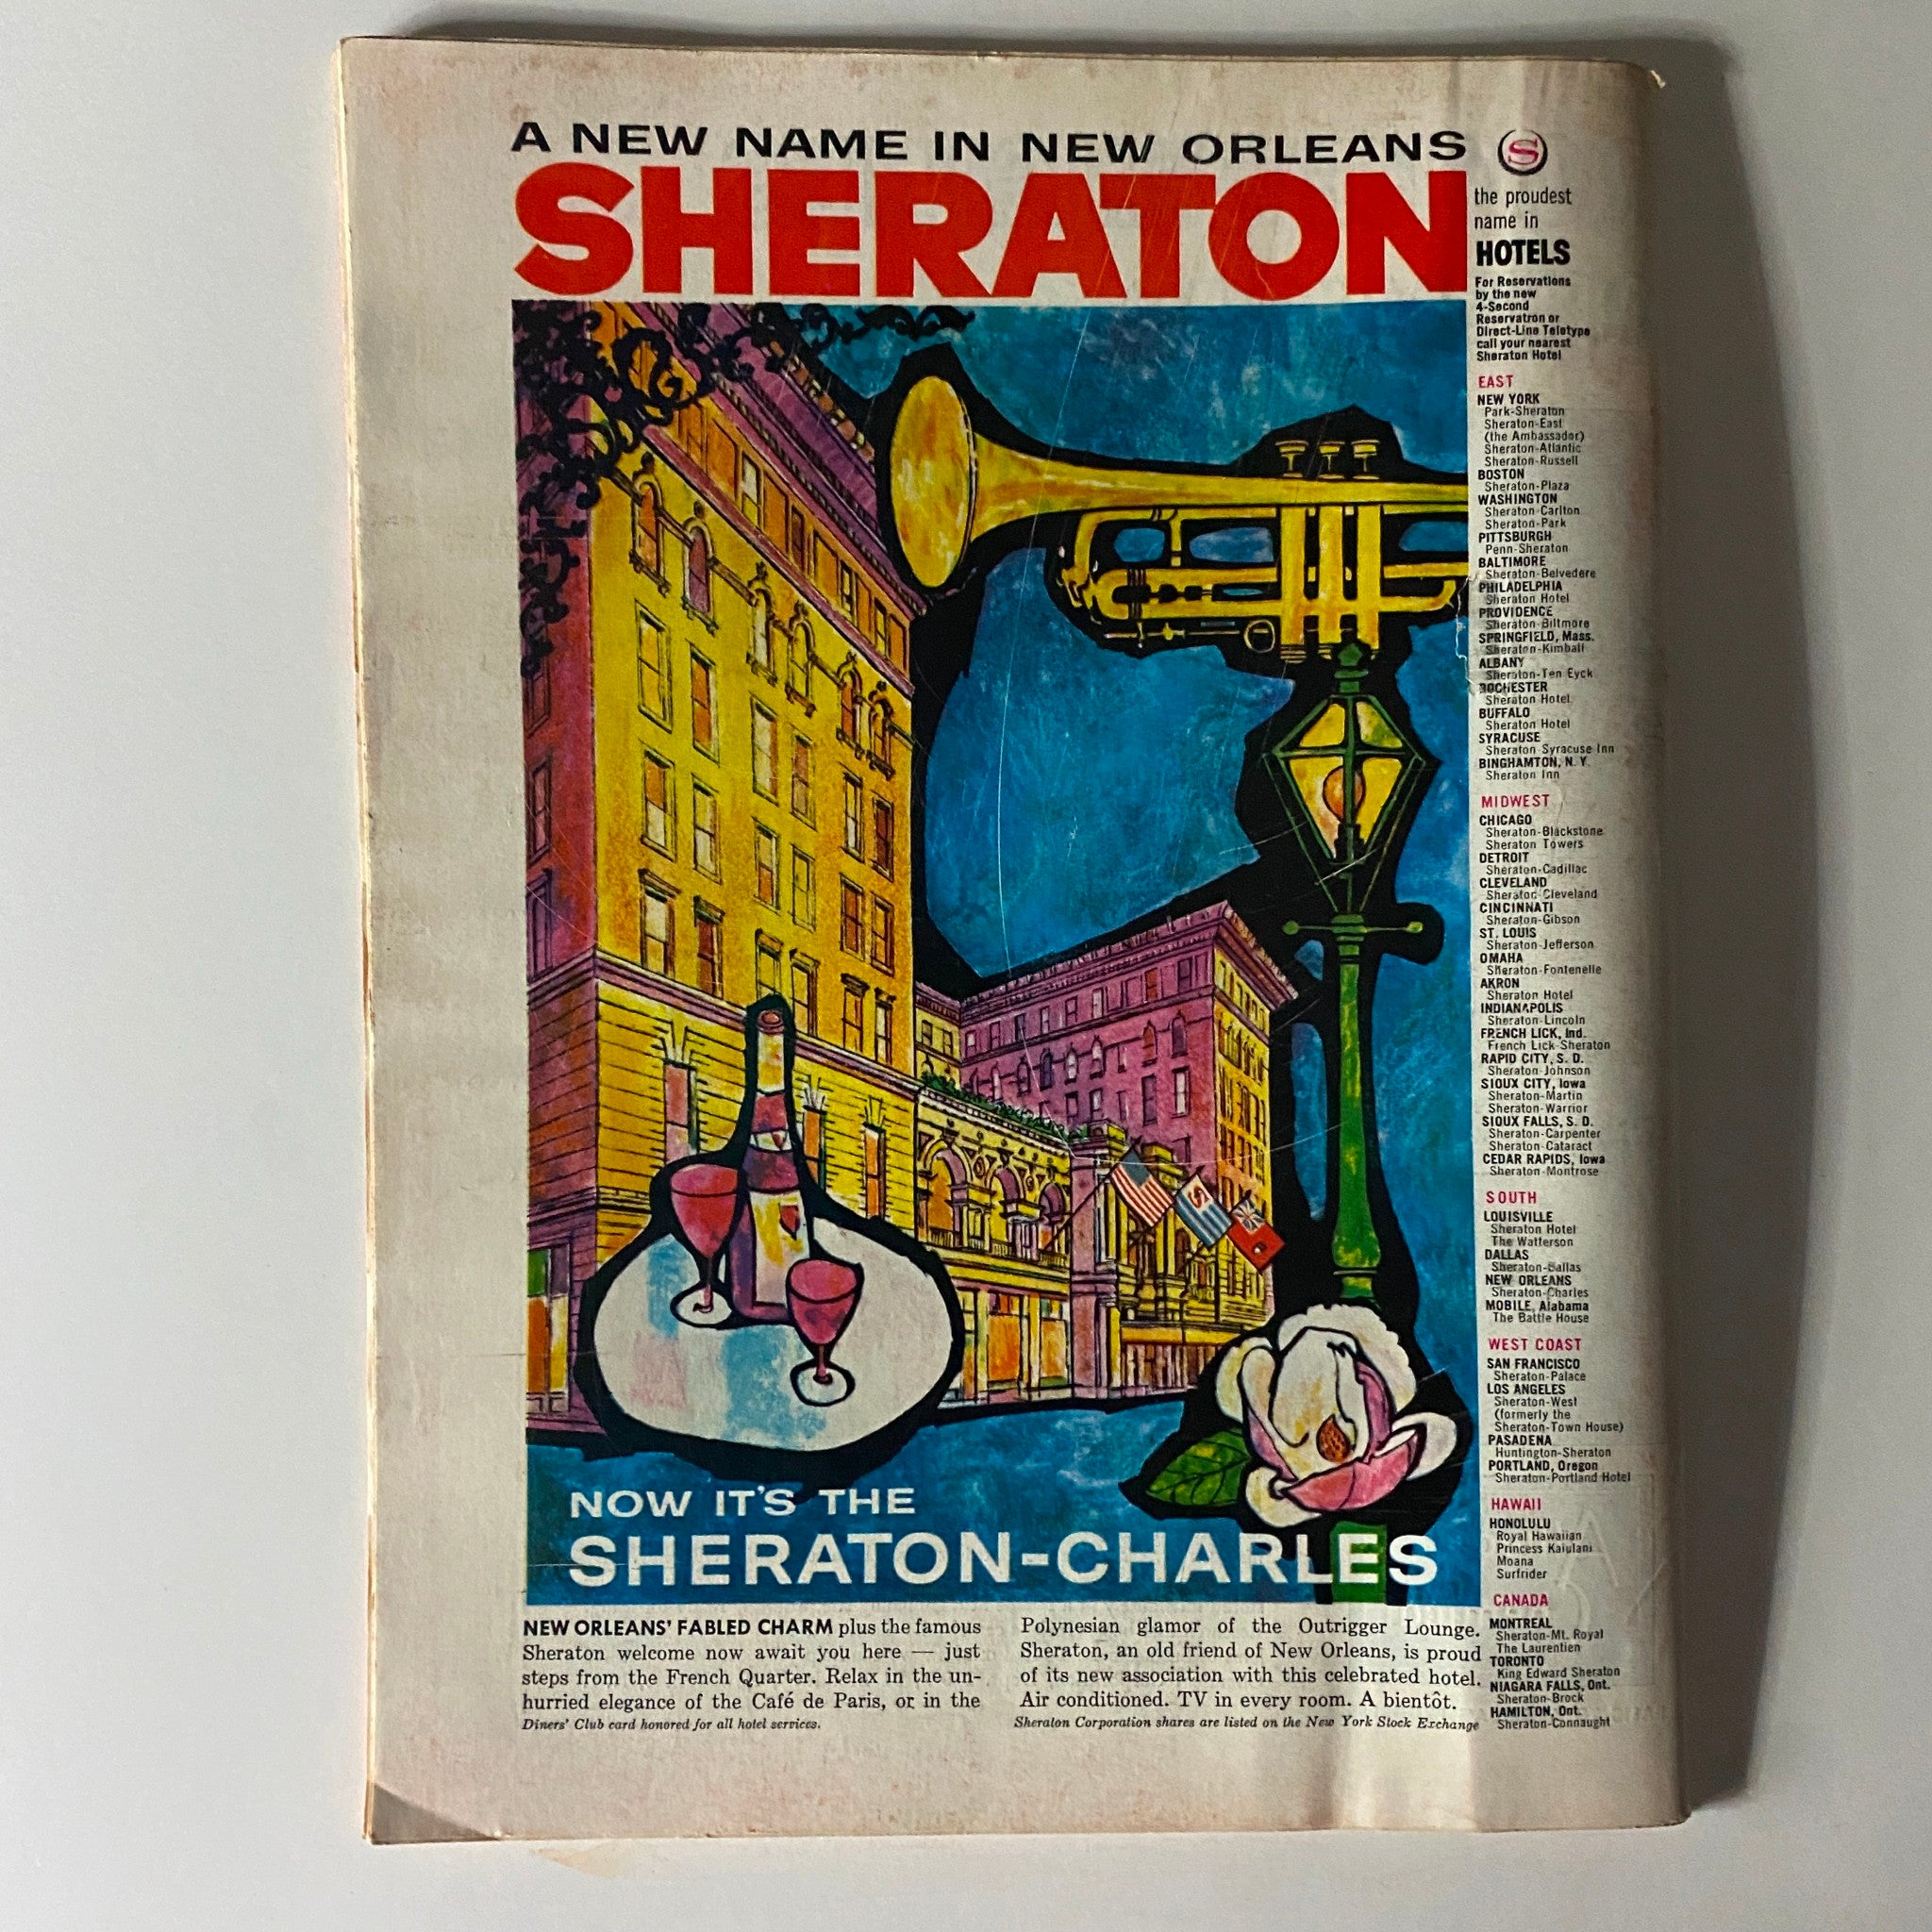 A NEW NAME IN NEW ORLEANS
SHERATON
NOW IT'S THE
SHERATON-CHARLES
NEW ORLEANS' FABLED CHARM plus the famous
Sheraton welcome now await you here — just
steps from the French Quarter. Relax in the un-
hurried elegance of the Café de Paris, or in the
Diners' Club card honored for all hotel services.
Polynesian glamor of the Outrigger Lounge.
Sheraton, an old friend of New Orleans, is proud
of its new association with this celebrated hotel.
Air conditioned. TV in every room. A bientôt.
Sheraton Corporation shares are listed on the New York Stock Exchange
S
the proudest
name in
HOTELS
For Reservations
by the new
4-Second
Reservatron or
Direct-Line Teletype
call your nearest
Sheraton Hotel
EAST
NEW YORK
Park-Sheraton
Sheraton-East
(the Ambassador)
Sheraton-Atlantic
Sheraton-Russell
BOSTON
Sheraton-Plaza
WASHINGTON
Sheraton-Carlton
Sheraton-Park
PITTSBURGH
Penn-Sheraton
BALTIMORE
Sheraton-Belvedere
PHILADELPHIA
Sheraton Hotel
PROVIDENCE
Sheraton-Biltmore
SPRINGFIELD, Mass.
Sheraton-Kimball
ALBANY
Sheraton-Ten Eyck
ROCHESTER
Sheraton Hotel
BUFFALO
Sheraton Hotel
SYRACUSE
Sheraton-Syracuse Inn
BINGHAMTON, N. Y.
Sheraton Inn
MIDWEST
CHICAGO
Sheraton-Blackstone
Sheraton Towers
DETROIT
Sheraton-Cadillac
CLEVELAND
Sheraton-Cleveland
CINCINNATI
Sheraton-Gibson
ST. LOUIS
Sheraton-Jefferson
OMAHA
Sheraton-Fontenelle
AKRON
Sheraton Hotel
INDIANAPOLIS
Sheraton-Lincoln
FRENCH LICK, Ind.
French Lick-Sheraton
RAPID CITY, S. D.
Sheraton-Johnson
SIOUX CITY, Iowa
Sheraton-Martin
Sheraton-Warrior
SIOUX FALLS, S. D.
Sheraton-Carpenter
Sheraton-Cataract
CEDAR RAPIDS, Iowa
Sheraton-Montrose
SOUTH
LOUISVILLE
Sheraton Hotel
The Watterson
DALLAS
Sheraton-Dallas
NEW ORLEANS
Sheraton-Charles
MOBILE, Alabama
The Battle House
WEST COAST
SAN FRANCISCO
Sheraton-Palace
LOS ANGELES
Sheraton-West
(formerly the
Sheraton-Town House)
PASADENA
Huntington-Sheraton
PORTLAND, Oregon
Sheraton-Portland Hotel
HAWAII
HONOLULU
Royal Hawaiian
Princess Kaiulani
Moana
Surfrider
CANADA
MONTREAL
Sheraton-Mt. Royal
The Laurentien
TORONTO
King Edward Sheraton
NIAGARA FALLS, Ont.
Sheraton-Brock
HAMILTON, Ont.
Sheraton-Connaught